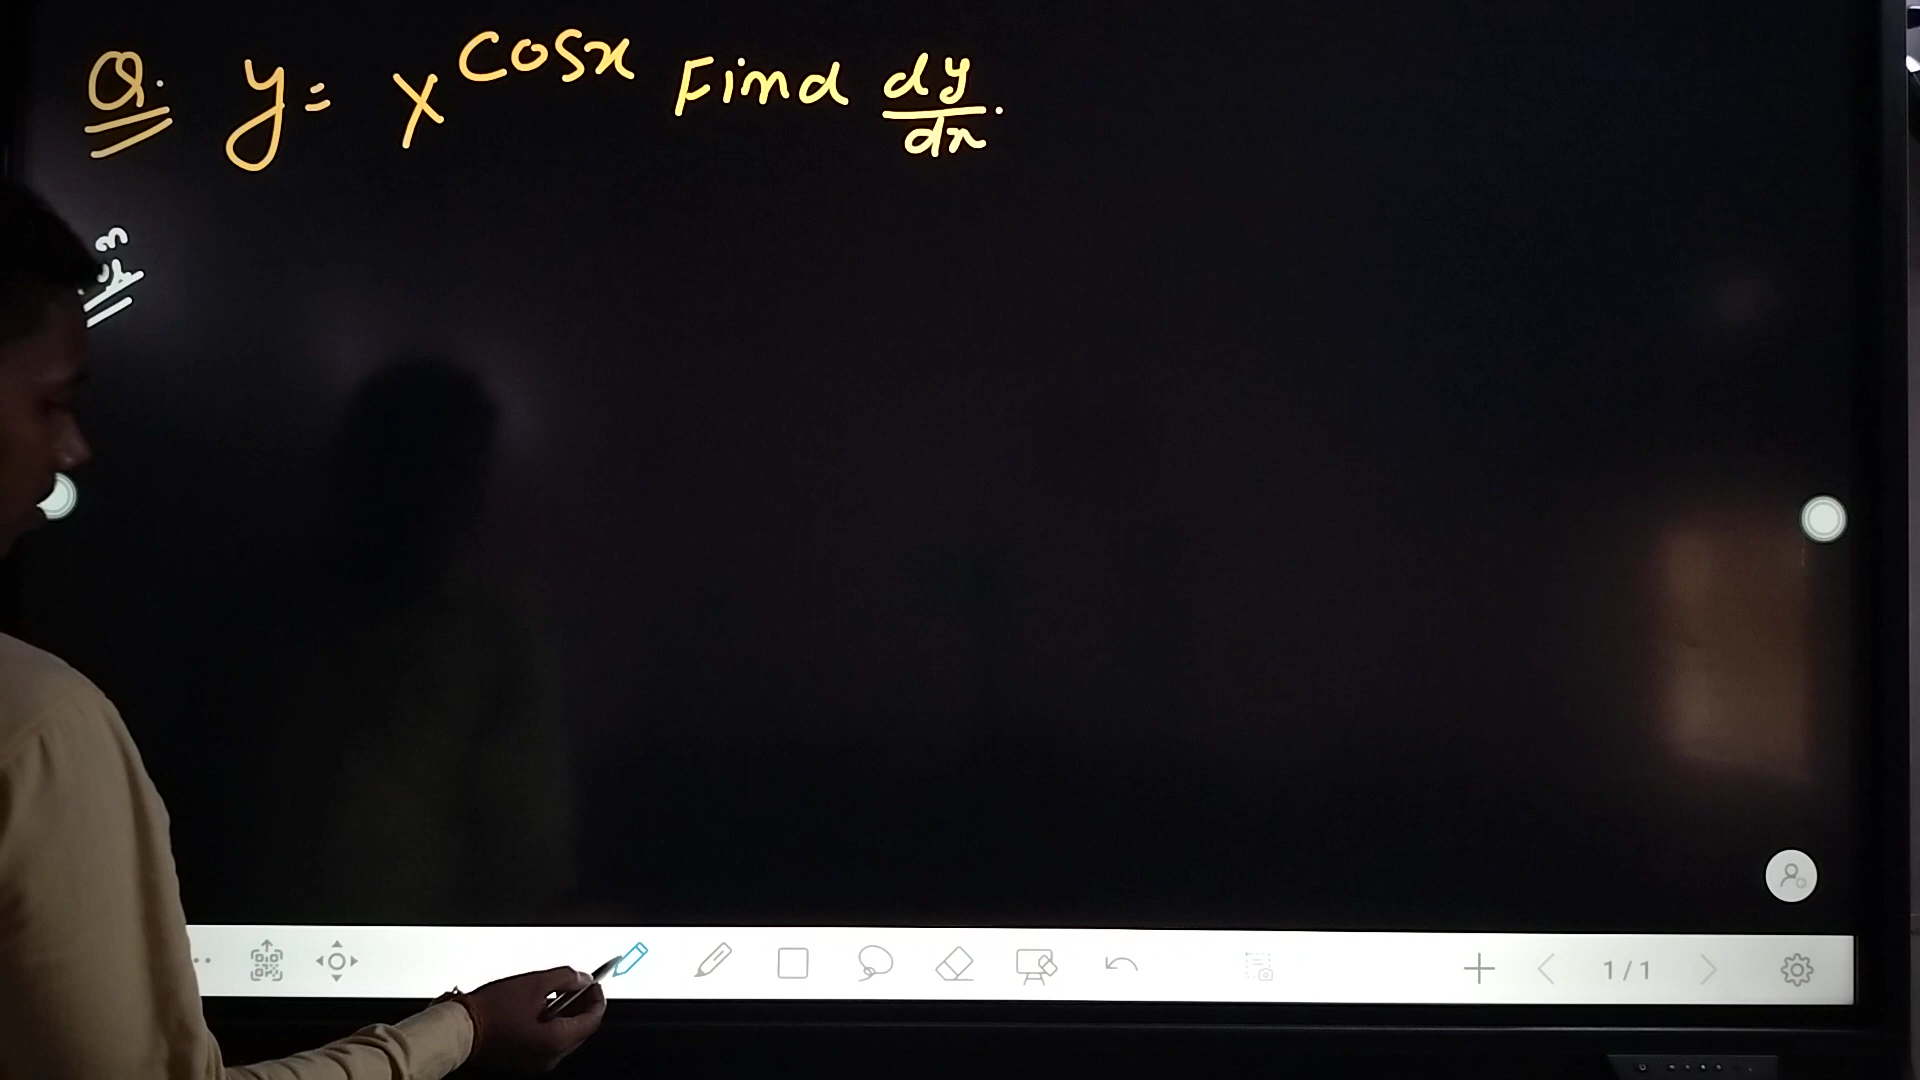 Q. y = x^cosx Find dy/dx.
1/1